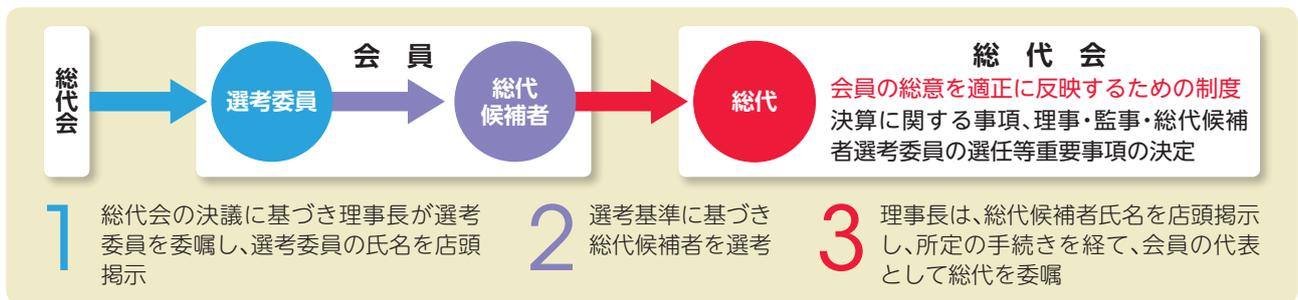 総代会
会 員
選考委員
総代
候補者
総代
総 代 会
会員の総意を適正に反映するための制度
決算に関する事項、理事・監事・総代候補
者選考委員の選任等重要事項の決定
1
総代会の決議に基づき理事長が選考
委員を委嘱し、選考委員の氏名を店頭
掲示
2
選考基準に基づき
総代候補者を選考
3
理事長は、総代候補者氏名を店頭掲示
し、所定の手続きを経て、会員の代表
として総代を委嘱